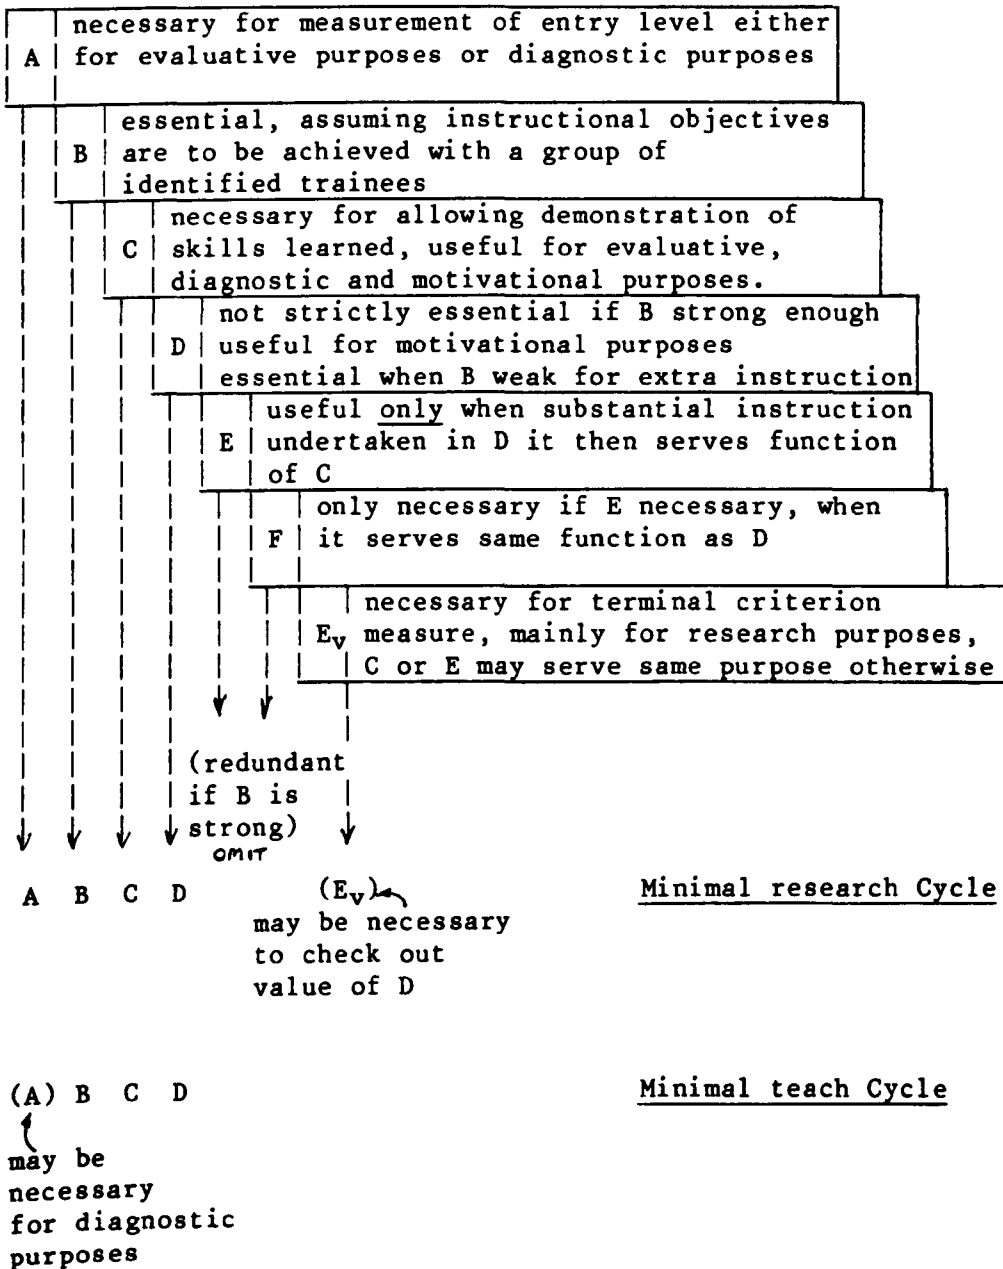 necessary for measurement of entry level either
A for evaluative purposes or diagnostic purposes
essential, assuming instructional objectives
B are to be achieved with a group of
identified trainees
necessary for allowing demonstration of
C skills learned, useful for evaluative,
diagnostic and motivational purposes.
not strictly essential if B strong enough
D useful for motivational purposes
essential when B weak for extra instruction
useful only when substantial instruction
E undertaken in D it then serves function
of C
only necessary if E necessary, when
F it serves same function as D
necessary for terminal criterion
Ev measure, mainly for research purposes,
C or E may serve same purpose otherwise
(redundant
if B is
strong)
OMIT
A B C D (Ev) Minimal research Cycle
may be necessary
to check out
value of D
(A) B C D Minimal teach Cycle
may be
necessary
for diagnostic
purposes